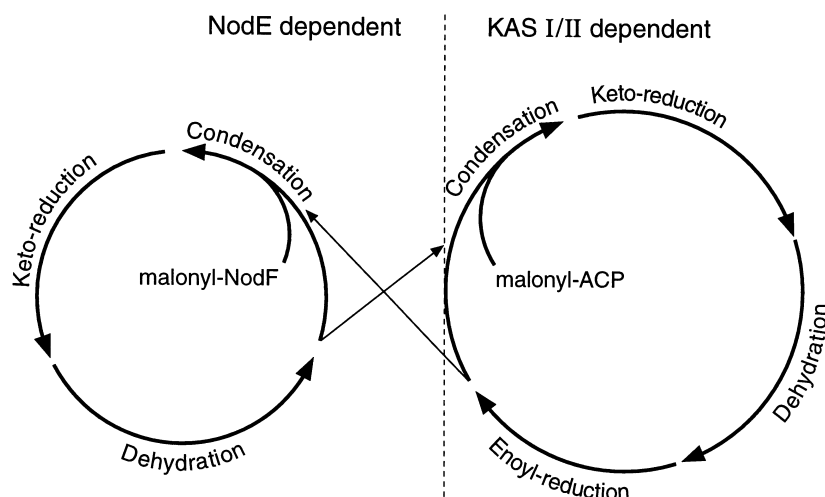 NodE dependent
KAS I/II dependent
Condensation
Keto-reduction
malonyl-NodF
Dehydration
Condensation
Keto-reduction
malonyl-ACP
Dehydration
Enoyl-reduction